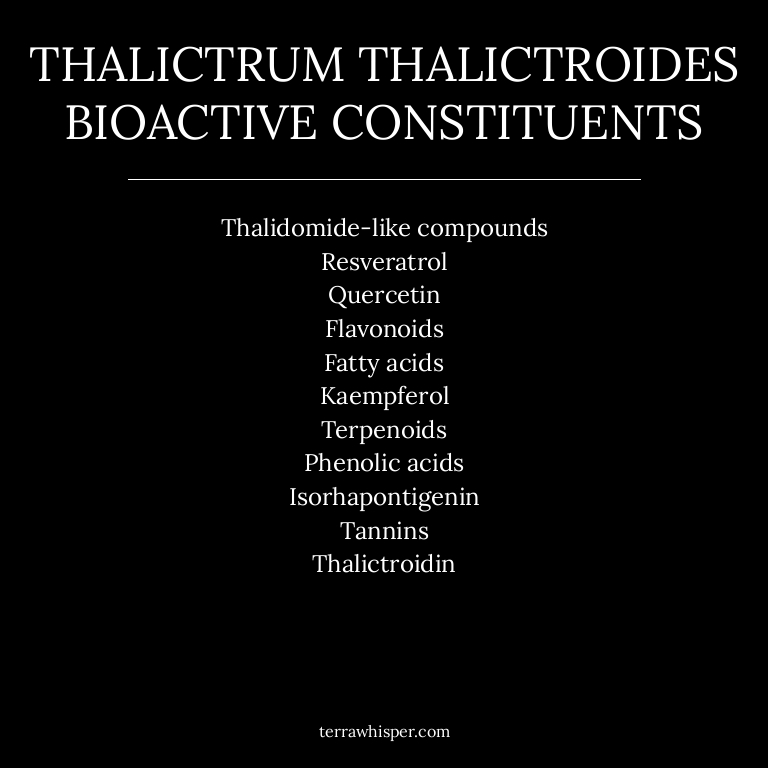 THALICTRUM THALICTROIDES
BIOACTIVE CONSTITUENTS
Thalidomide-like compounds
Resveratrol
Quercetin
Flavonoids
Fatty acids
Kaempferol
Terpenoids
Phenolic acids
Isorhapontigenin
Tannins
Thalictroidin
terrawhisper.com